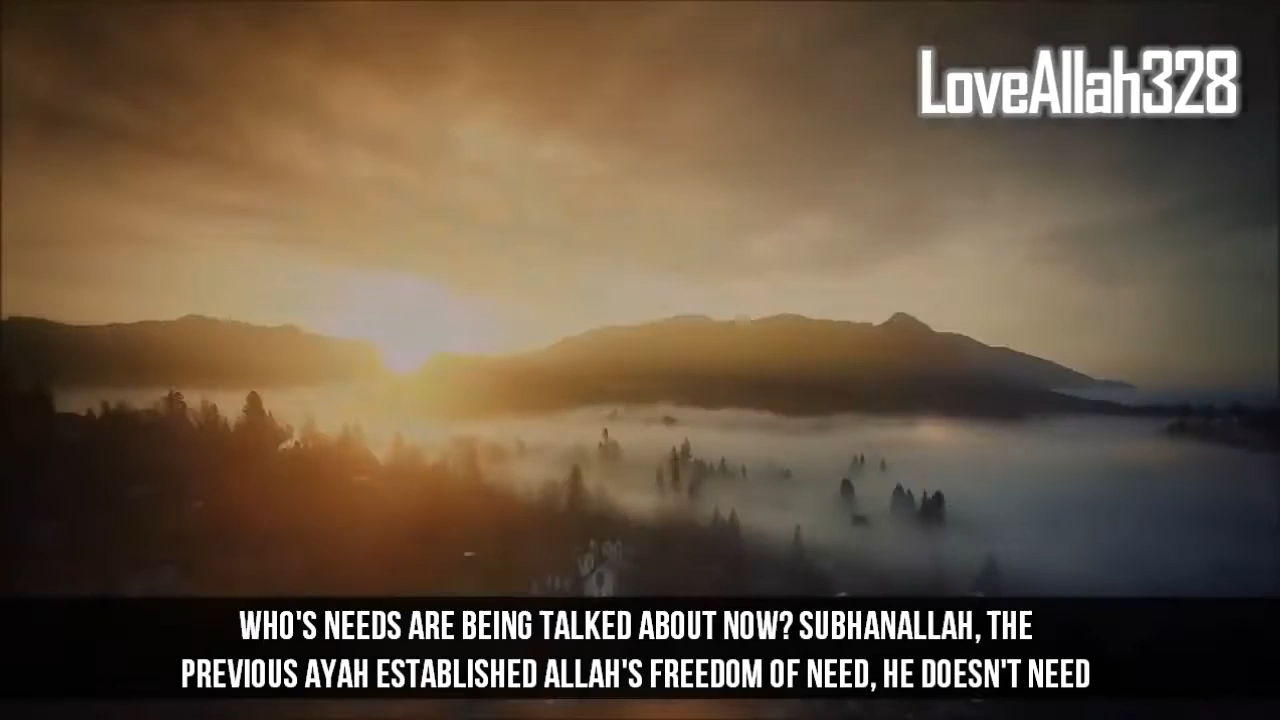 LoveAllah328
WHO'S NEEDS ARE BEING TALKED ABOUT NOW? SUBHANALLAH, THE
PREVIOUS AYAH ESTABLISHED ALLAH'S FREEDOM OF NEED, HE DOESN'T NEED